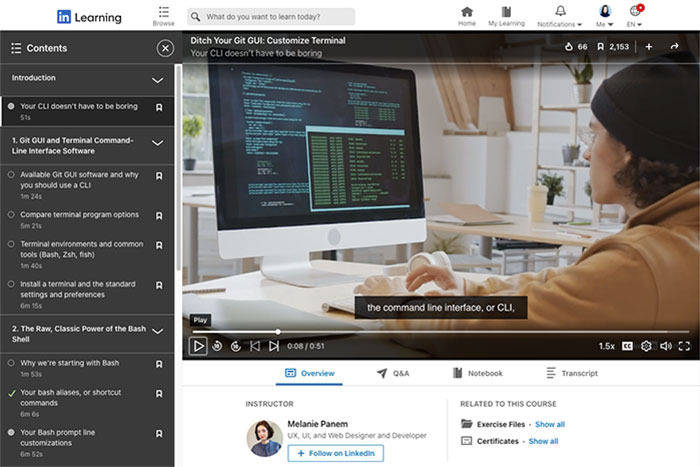 in Learning
Browse
What do you want to learn today?
Home
My Learning
Notifications
Me
EN
Contents
Introduction
Your CLI doesn't have to be boring
51s
1. Git GUI and Terminal Command-
Line Interface Software
Available Git GUI software and why
you should use a CLI
1m 24s
Compare terminal program options
5m 21s
Terminal environments and common
tools (Bash, Zsh, fish)
1m 40s
Install a terminal and the standard
settings and preferences
6m 15s
2. The Raw, Classic Power of the Bash
Shell
Why we're starting with Bash
1m 53s
Your bash aliases, or shortcut
commands
6m 6s
Your Bash prompt line
customizations
6m 52s
Ditch Your Git GUI: Customize Terminal
Your CLI doesn't have to be boring
66
2,153
the command line interface, or CLI,
Play
10
10
0:08 / 0:51
1.5x
CC
Overview
Q&A
Notebook
Transcript
INSTRUCTOR
Melanie Panem
UX, UI, and Web Designer and Developer
+ Follow on LinkedIn
RELATED TO THIS COURSE
Exercise Files · Show all
Certificates · Show all